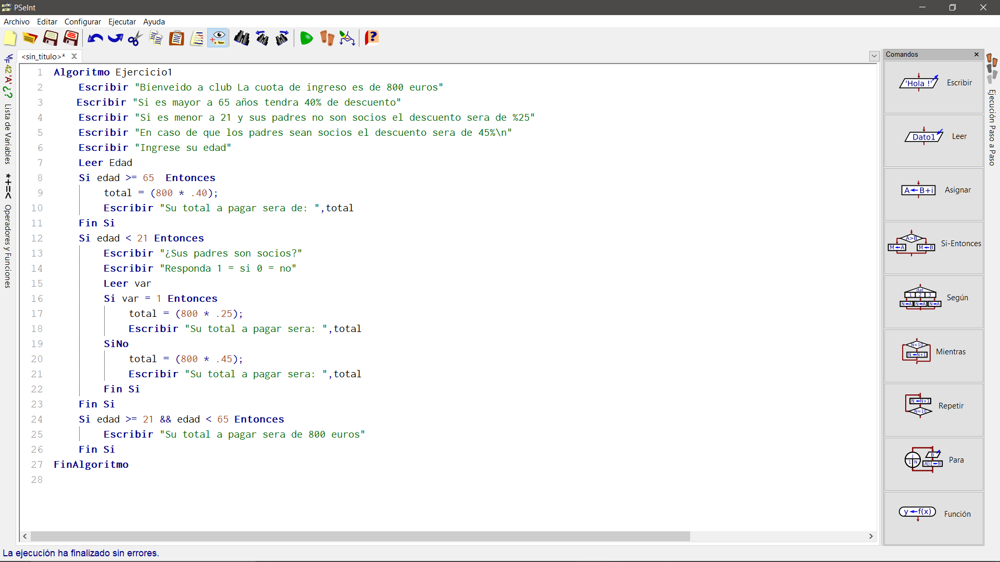 PSeInt
Archivo Editar Configurar Ejecutar Ayuda
<sin_titulo>*
1 Algoritmo Ejercicio1
2 Escribir "Bienveido a club La cuota de ingreso es de 800 euros"
3 Escribir "Si es mayor a 65 años tendra 40% de descuento"
4 Escribir "Si es menor a 21 y sus padres no son socios el descuento sera de %25"
5 Escribir "En caso de que los padres sean socios el descuento sera de 45%\n"
6 Escribir "Ingrese su edad"
7 Leer Edad
8 Si edad >= 65  Entonces
9 total = (800 * .40);
10 Escribir "Su total a pagar sera de: ",total
11 Fin Si
12 Si edad < 21 Entonces
13 Escribir "¿Sus padres son socios?"
14 Escribir "Responda 1 = si 0 = no"
15 Leer var
16 Si var = 1 Entonces
17 total = (800 * .25);
18 Escribir "Su total a pagar sera: ",total
19 SiNo
20 total = (800 * .45);
21 Escribir "Su total a pagar sera: ",total
22 Fin Si
23 Fin Si
24 Si edad >= 21 && edad < 65 Entonces
25 Escribir "Su total a pagar sera de 800 euros"
26 Fin Si
27 FinAlgoritmo
28
V/F 42 'A' ¿? Lista de Variables
*+=< Operadores y Funciones
Comandos
'Hola !' Escribir
Dato1 Leer
A←B+i Asignar
A>B M←A M←B Si-Entonces
dat 1 2 3 N←A N←A N←A Según
N<10 N←N+1 Mientras
N←N+1 N=10 Repetir
i 1 N B A[i]←B Para
y←f(x) Función
Ejecución Paso a Paso
La ejecución ha finalizado sin errores.